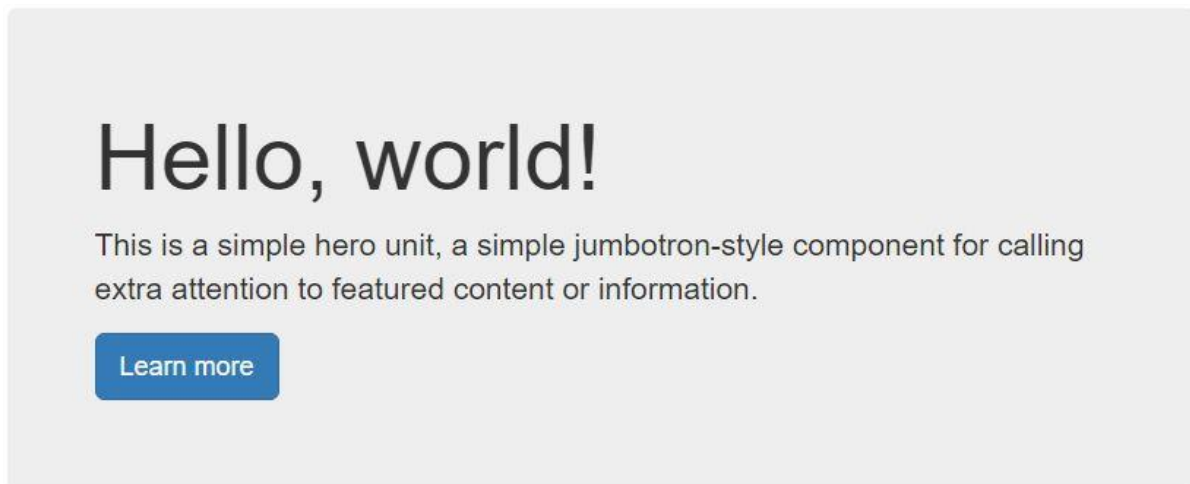 Hello, world!
This is a simple hero unit, a simple jumbotron-style component for calling
extra attention to featured content or information.
Learn more